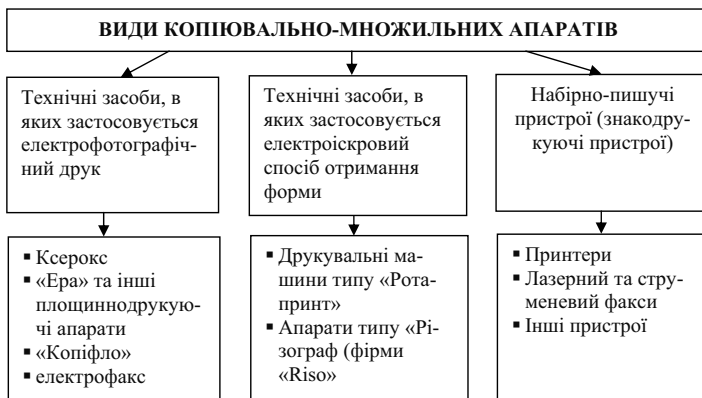 ВИДИ КОПІЮВАЛЬНО-МНОЖИЛЬНИХ АПАРАТІВ
Технічні засоби, в
яких застосовується
електрофотографіч-
ний друк
Технічні засоби, в
яких застосовується
електроіскровий
спосіб отримання
форми
Набірно-пишучі
пристрої (знакодру-
куючі пристрої)
▪ Ксерокс
▪ «Ера» та інші
площиннодрукую-
чі апарати
▪ «Копіфло»
▪ електрофакс
▪ Друкувальні ма-
шини типу «Рота-
принт»
▪ Апарати типу «Рі-
зограф (фірми
«Riso»
▪ Принтери
▪ Лазерний та стру-
меневий факси
▪ Інші пристрої